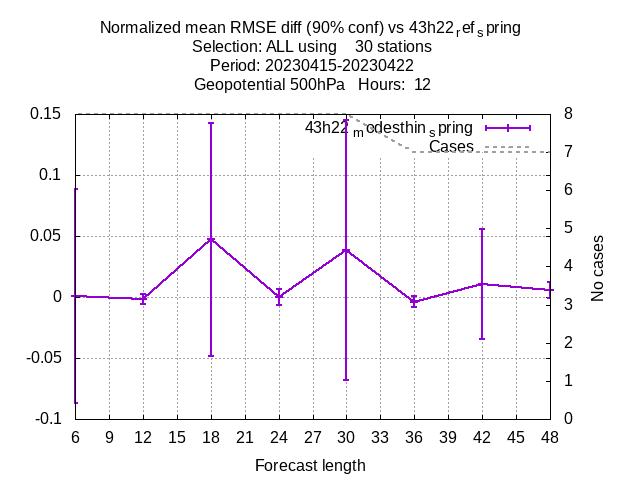 Normalized mean RMSE diff (90% conf) vs 43h22ᵣefₛpring
Selection: ALL using    30 stations
Period: 20230415-20230422
Geopotential 500hPa   Hours:  12
43h22ₘodesthinₛpring
Cases
0.15
0.1
0.05
0
-0.05
-0.1
8
7
6
5
4
3
2
1
0
No cases
6 9 12 15 18 21 24 27 30 33 36 39 42 45 48
Forecast length